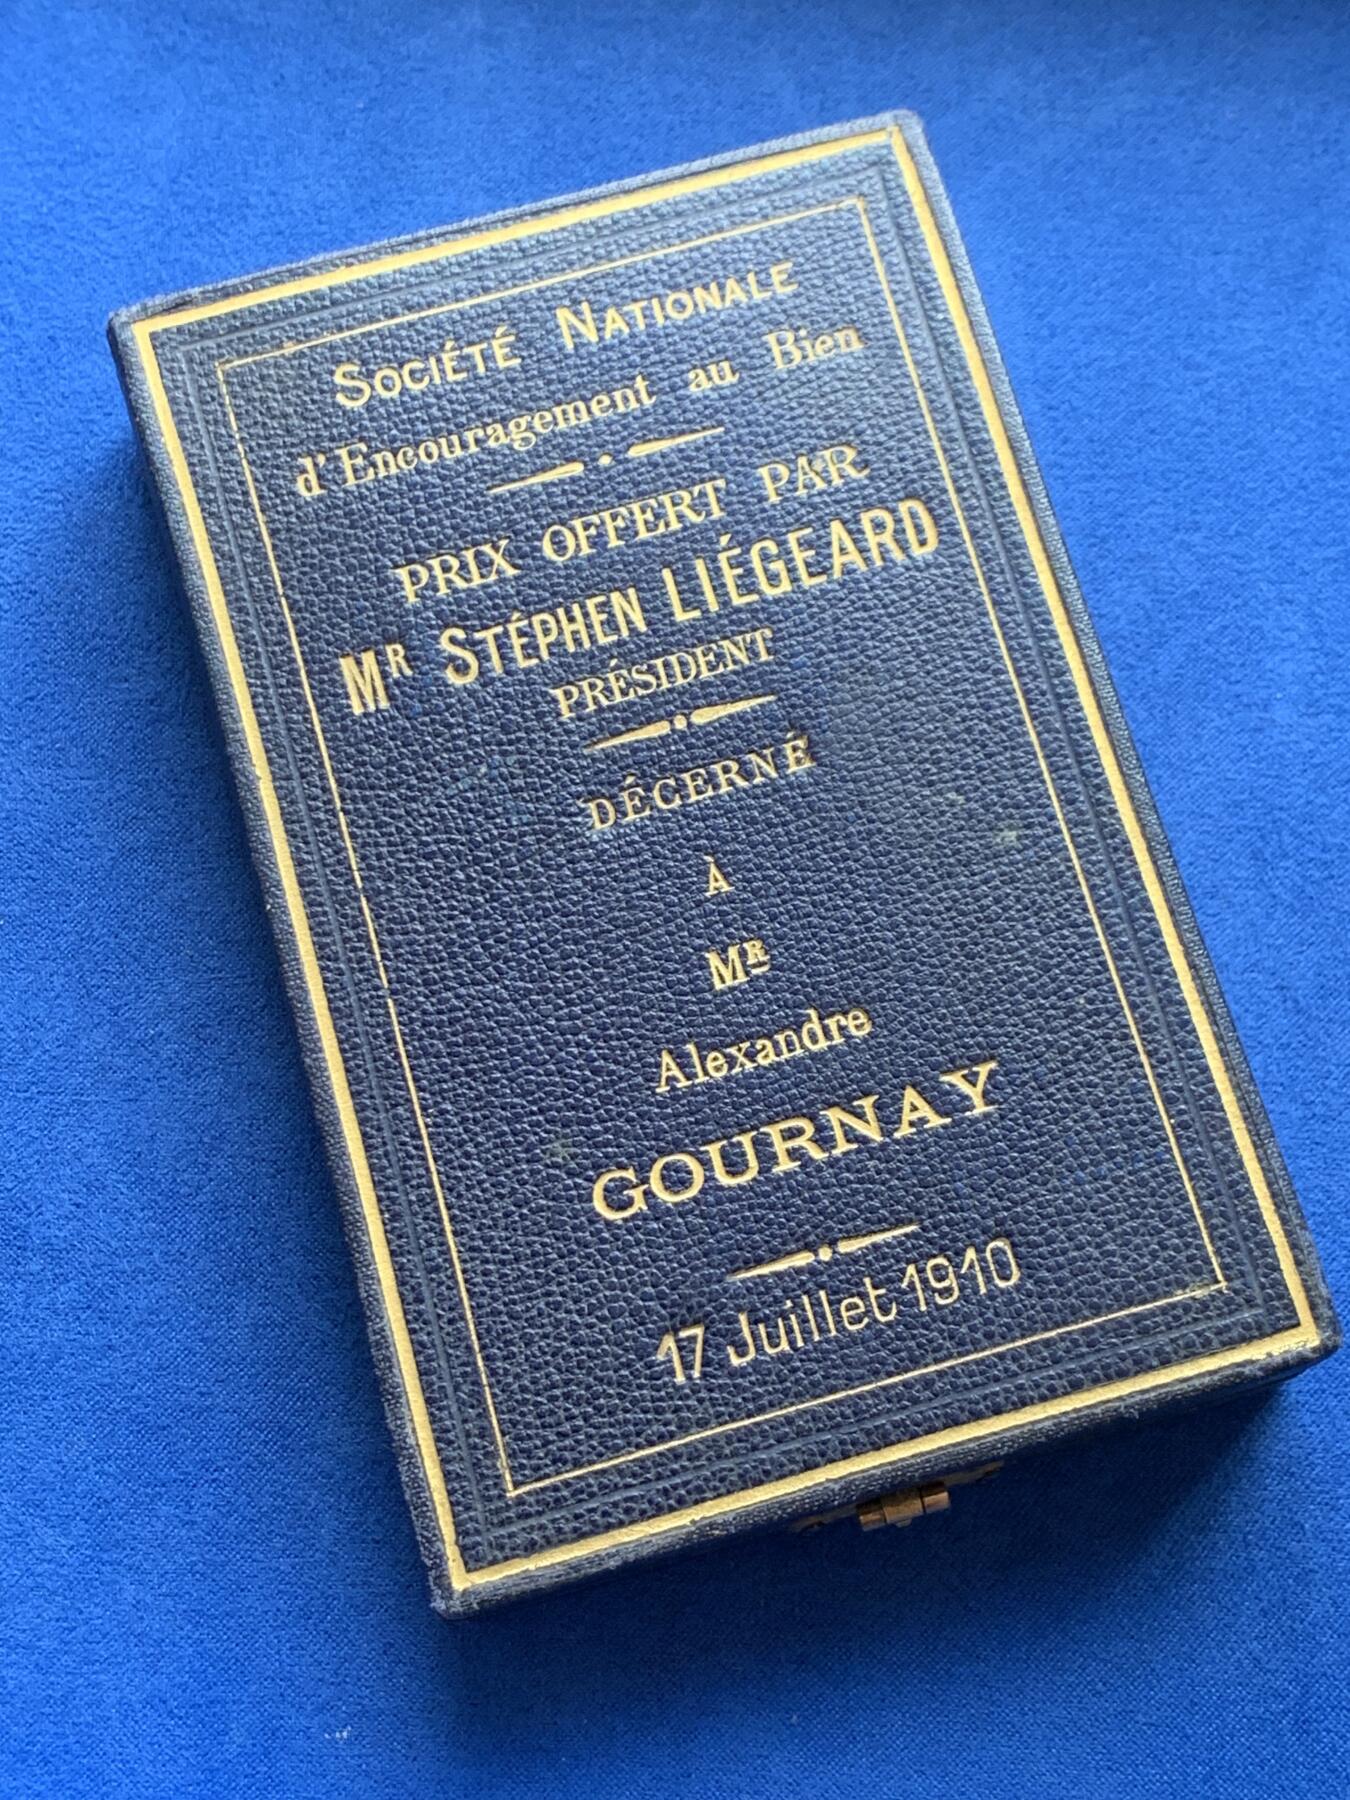 SOCIÉTÉ NATIONALE
d'Encouragement au Bien
PRIX OFFERT PAR
MR STÉPHEN LIÉGEARD
PRÉSIDENT
DÉCERNÉ
À
MR
Alexandre
GOURNAY
17 Juillet 1910